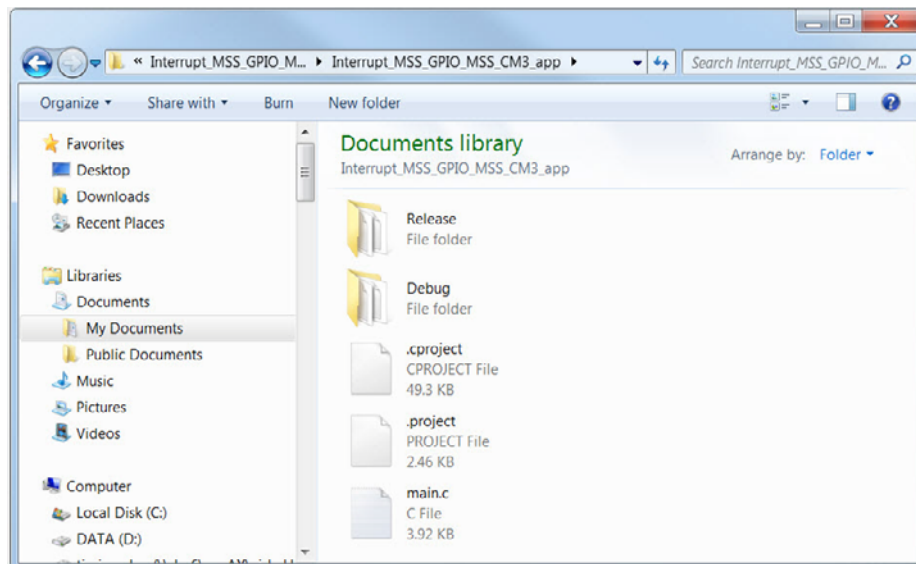 « Interrupt_MSS_GPIO_M... ▸ Interrupt_MSS_GPIO_MSS_CM3_app ▸
Search Interrupt_MSS_GPIO_M...
Organize Share with Burn New folder
Favorites
Desktop
Downloads
Recent Places
Libraries
Documents
My Documents
Public Documents
Music
Pictures
Videos
Computer
Local Disk (C:)
DATA (D:)
Documents library
Interrupt_MSS_GPIO_MSS_CM3_app
Arrange by: Folder
Release
File folder
Debug
File folder
.cproject
CPROJECT File
49.3 KB
.project
PROJECT File
2.46 KB
main.c
C File
3.92 KB